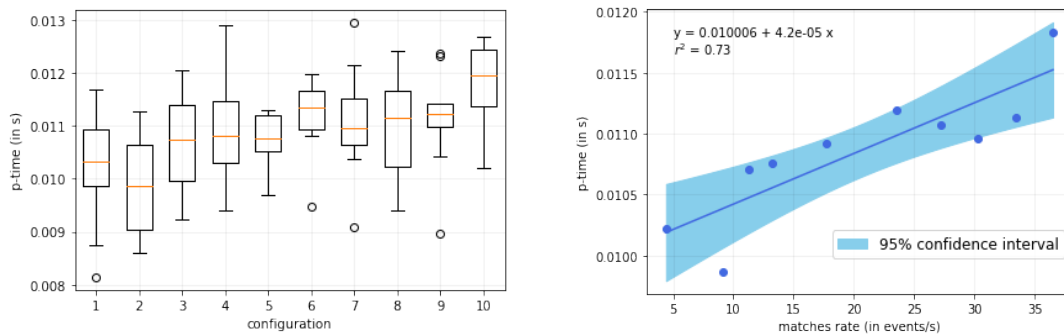 0.013
0.012
0.011
0.010
0.009
0.008
p-time (in s)
1 2 3 4 5 6 7 8 9 10
configuration
0.0120
0.0115
0.0110
0.0105
0.0100
p-time (in s)
y = 0.010006 + 4.2e-05 x
r² = 0.73
95% confidence interval
5 10 15 20 25 30 35
matches rate (in events/s)